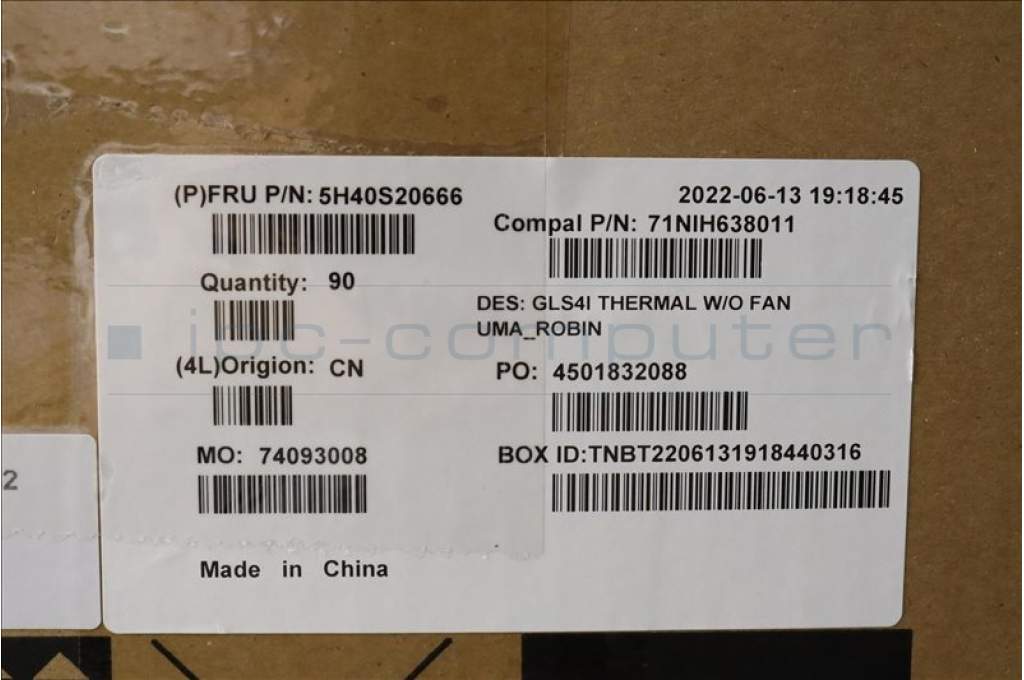 (P)FRU P/N: 5H40S20666
2022-06-13 19:18:45
Compal P/N: 71NIH638011
Quantity: 90
DES: GLS4I THERMAL W/O FAN
UMA_ROBIN
ipc-computer
(4L)Origion: CN
PO: 4501832088
MO: 74093008
BOX ID:TNBT2206131918440316
2
Made in China